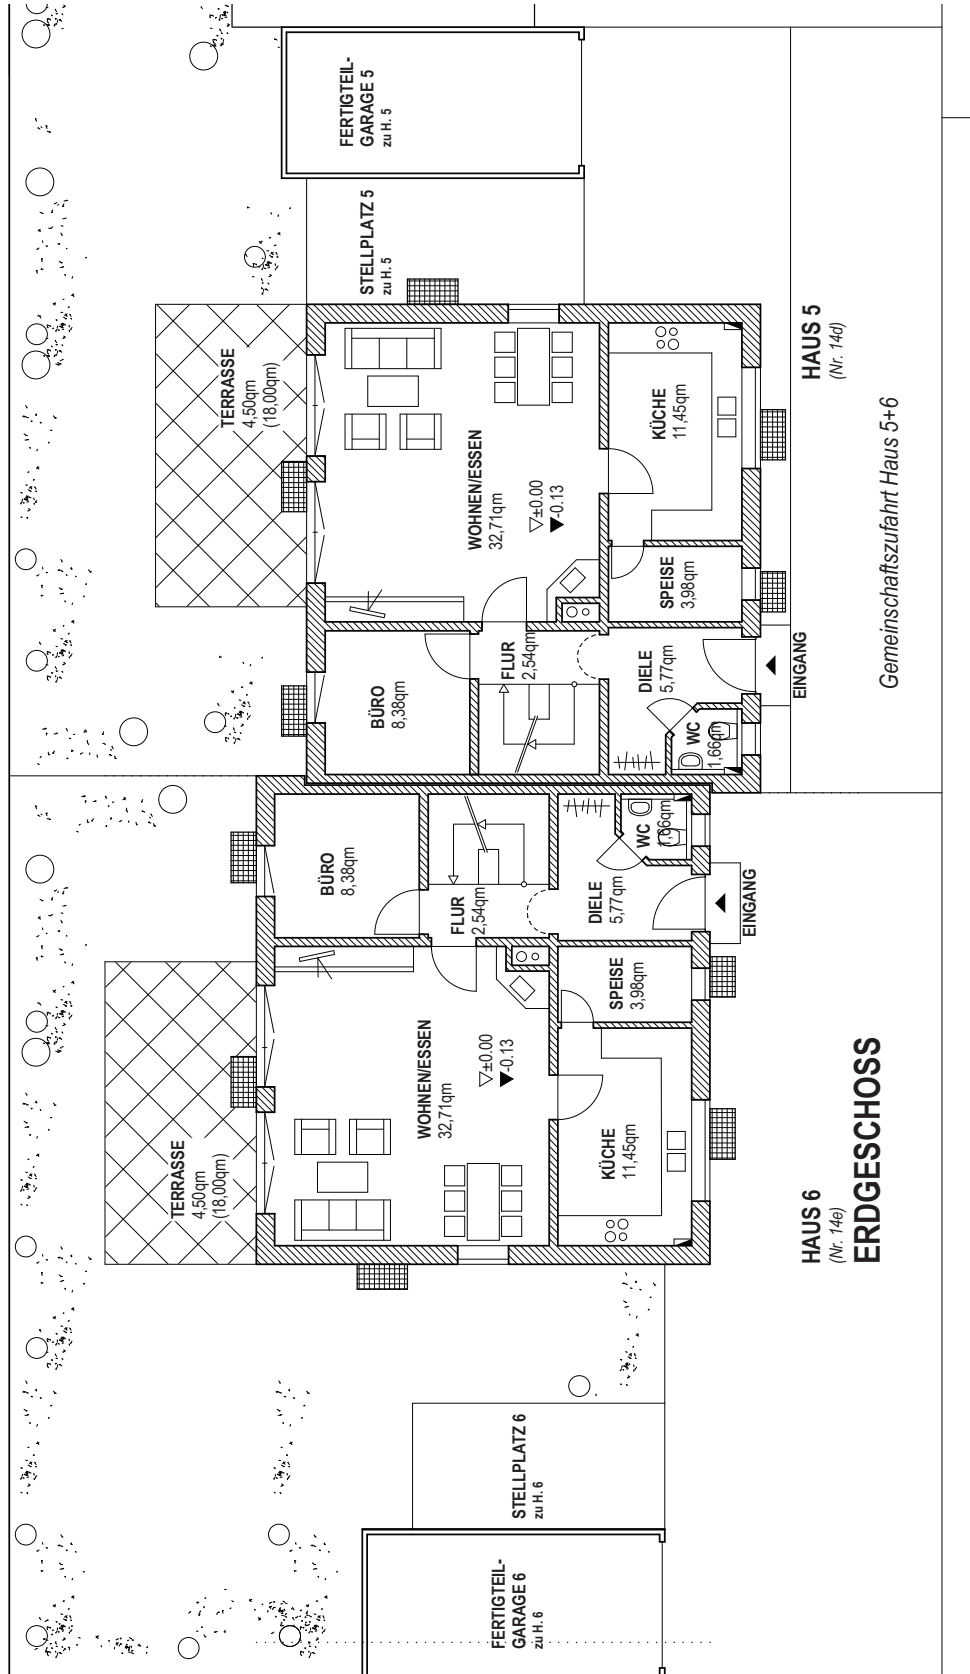 FERTIGTEIL-
GARAGE 5
zu H. 5
STELLPLATZ 5
zu H. 5
TERRASSE
4,50qm
(18,00qm)
WOHNEN/ESSEN
32,71qm
±0.00
-0.13
KÜCHE
11,45qm
SPEISE
3,98qm
BÜRO
8,38qm
FLUR
2,54qm
DIELE
5,77qm
WC
1,66qm
EINGANG
HAUS 5
(Nr. 14d)
Gemeinschaftszufahrt Haus 5+6
BÜRO
8,38qm
FLUR
2,54qm
DIELE
5,77qm
WC
1,66qm
EINGANG
TERRASSE
4,50qm
(18,00qm)
WOHNEN/ESSEN
32,71qm
±0.00
-0.13
SPEISE
3,98qm
KÜCHE
11,45qm
STELLPLATZ 6
zu H. 6
FERTIGTEIL-
GARAGE 6
zu H. 6
HAUS 6
(Nr. 14e)
ERDGESCHOSS